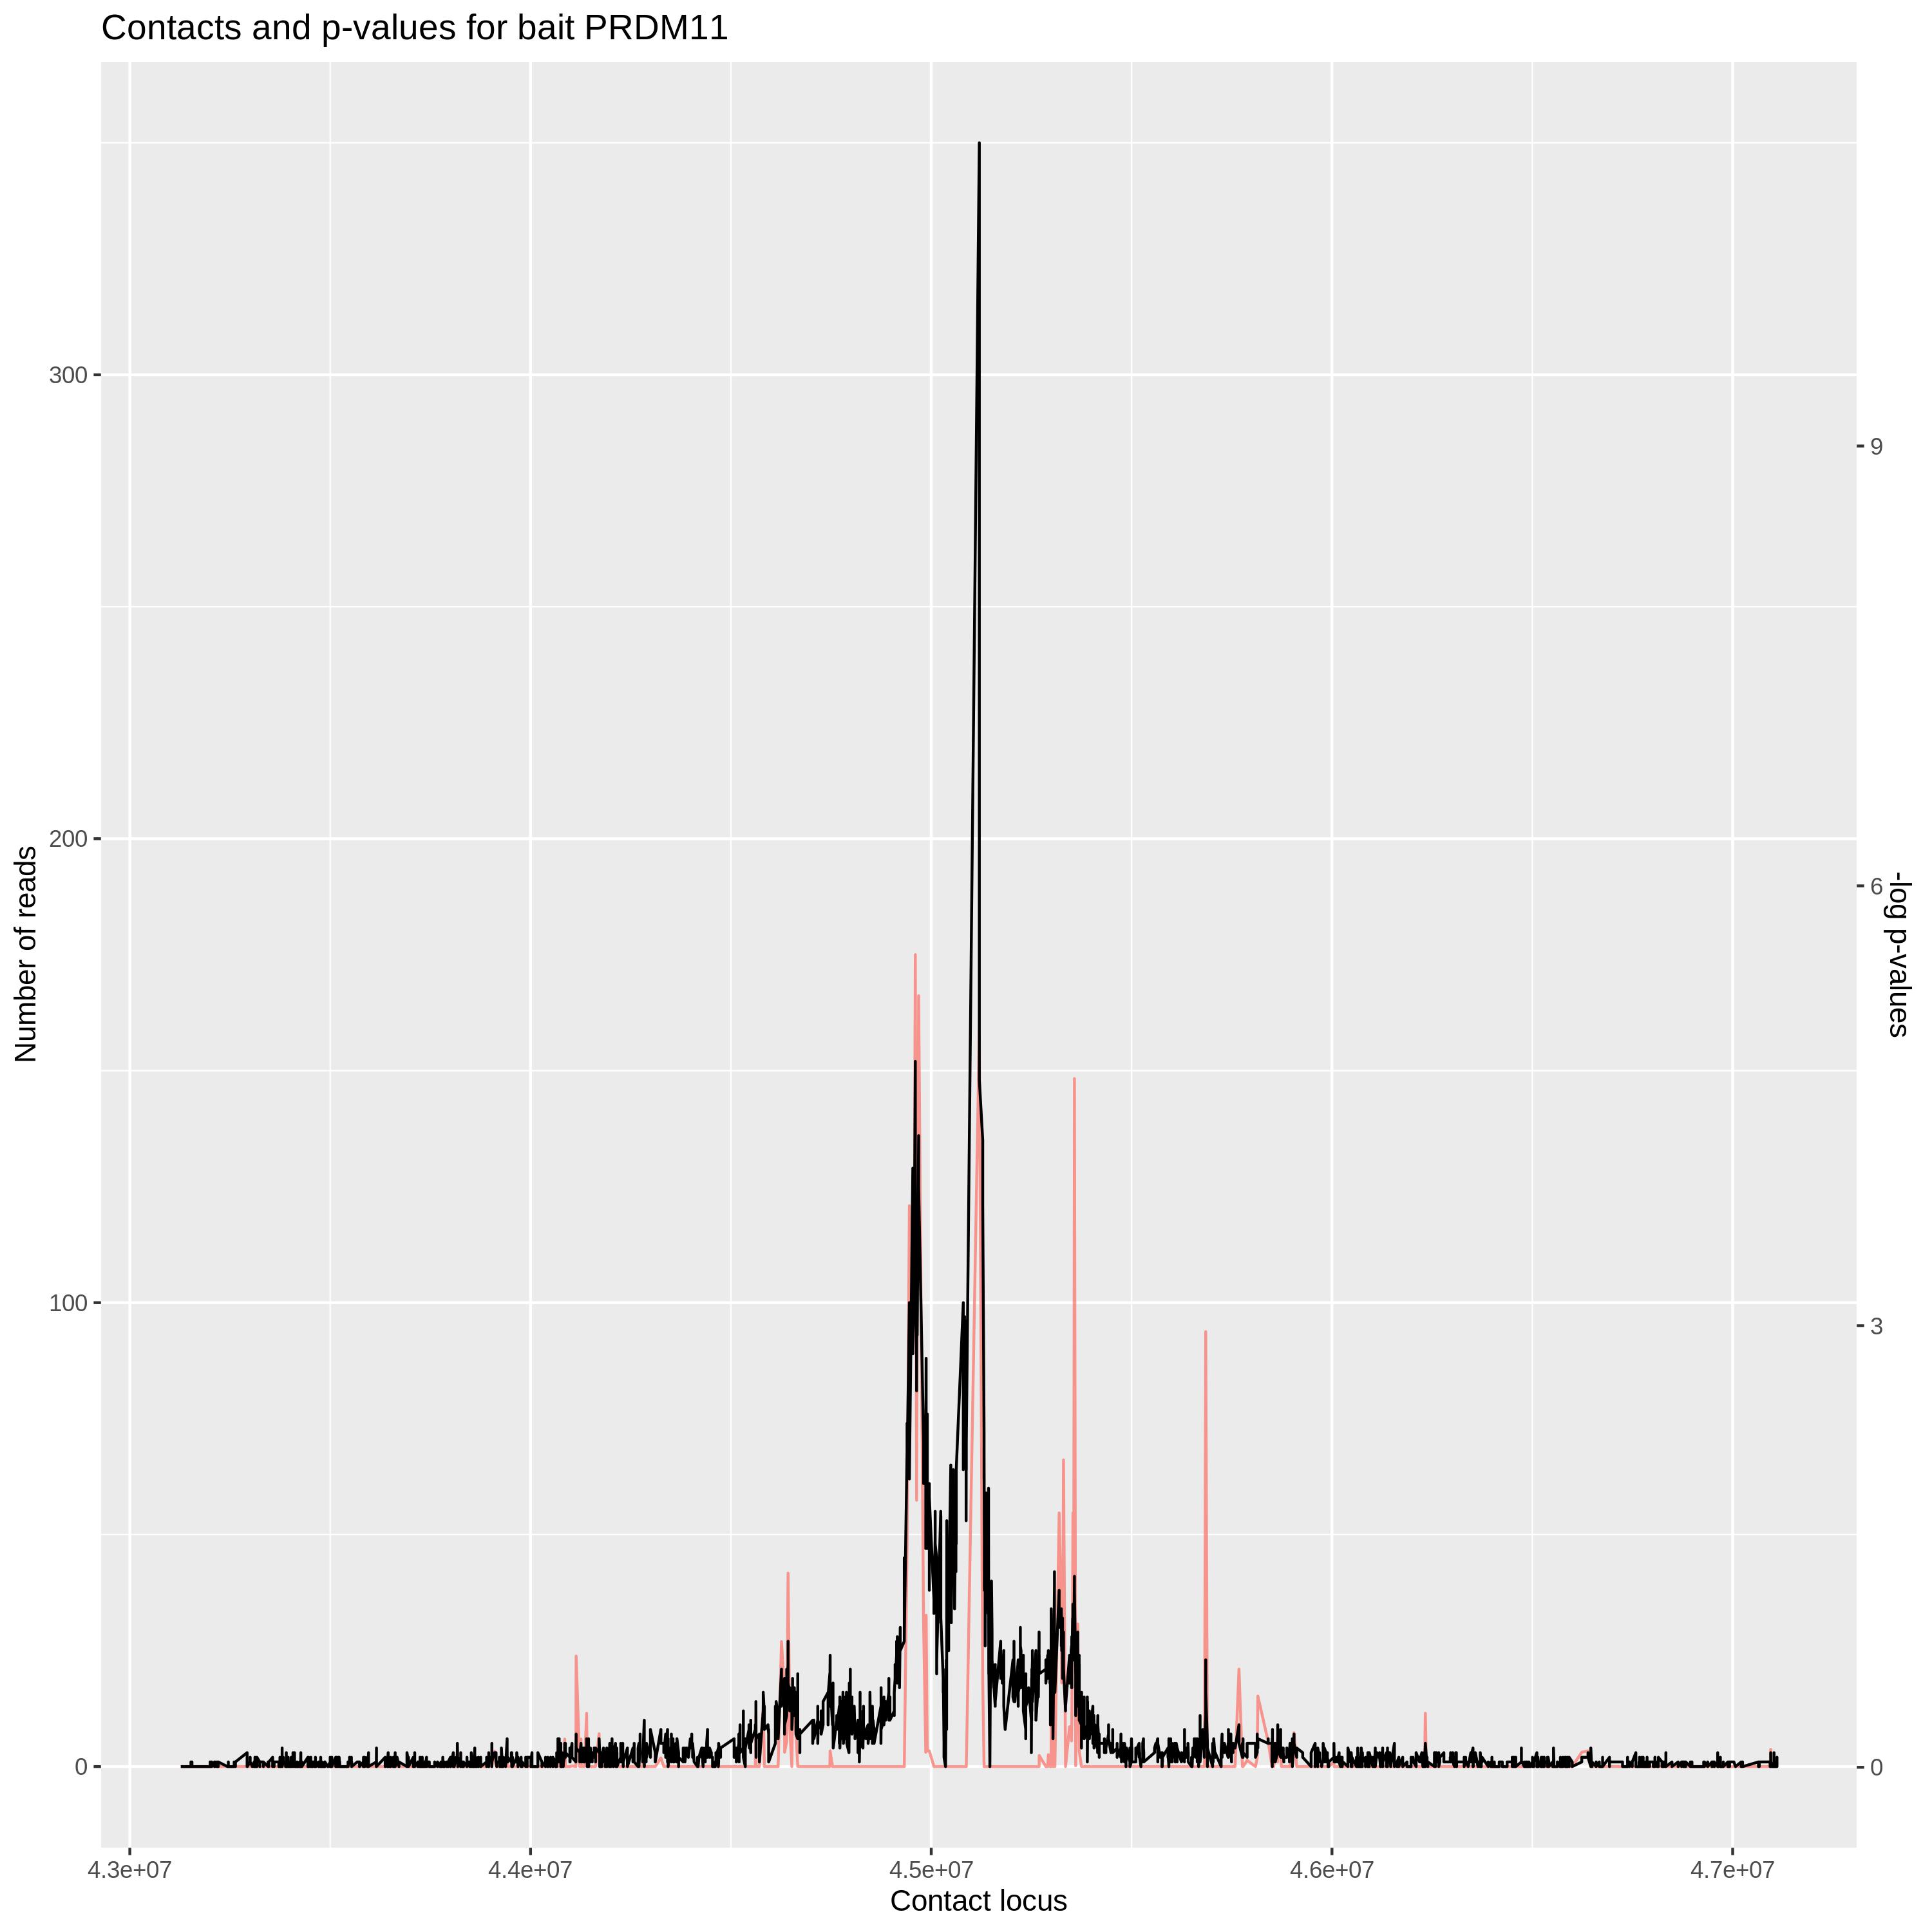 Contacts and p-values for bait PRDM11
Number of reads
300
200
100
0
9
6
3
0
-log p-values
4.3e+07
4.4e+07
4.5e+07
4.6e+07
4.7e+07
Contact locus